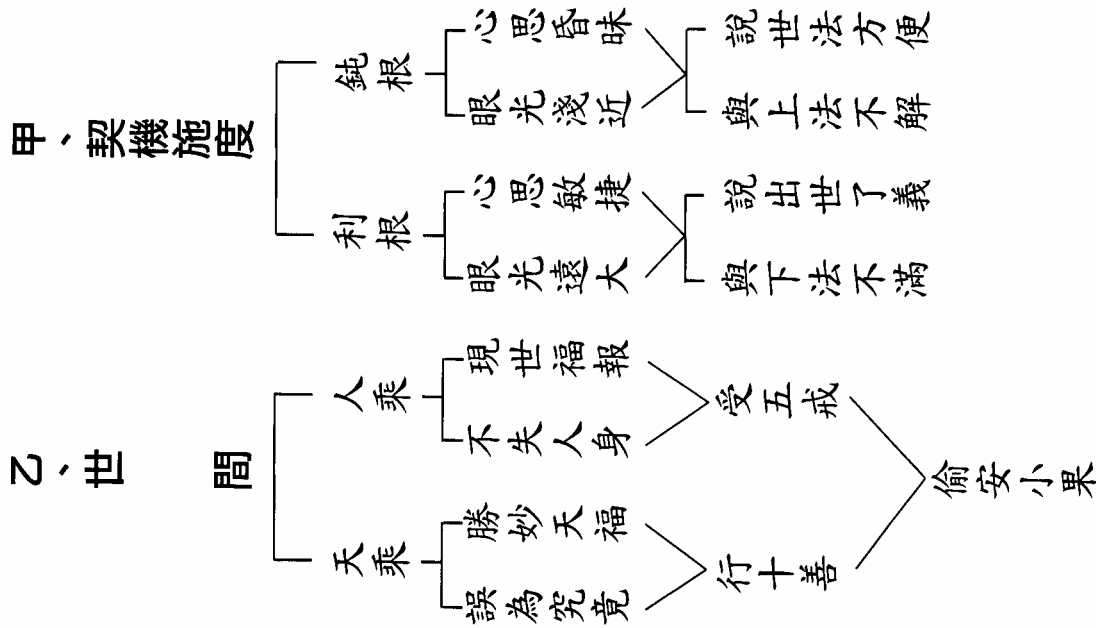 甲、契機施度
鈍根
心思昏昧
眼光淺近
說世法方便
與上法不解
利根
心思敏捷
眼光遠大
說出世了義
與下法不滿
乙、世間
人乘
現世福報
不失人身
受五戒
天乘
勝妙天福
誤為究竟
行十善
偷安小果